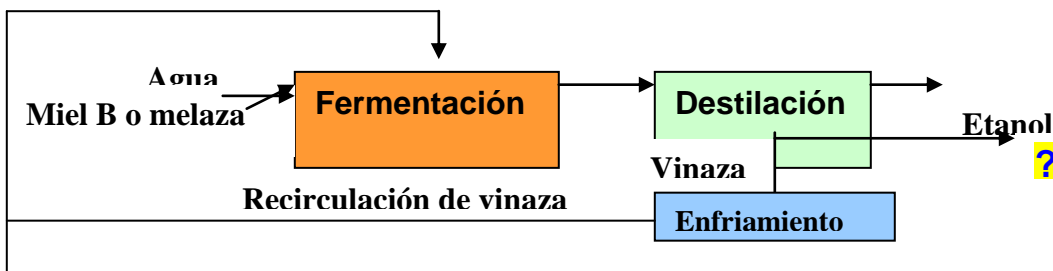 Agua
Miel B o melaza
Fermentación
Destilación
Etanol
?
Vinaza
Recirculación de vinaza
Enfriamiento